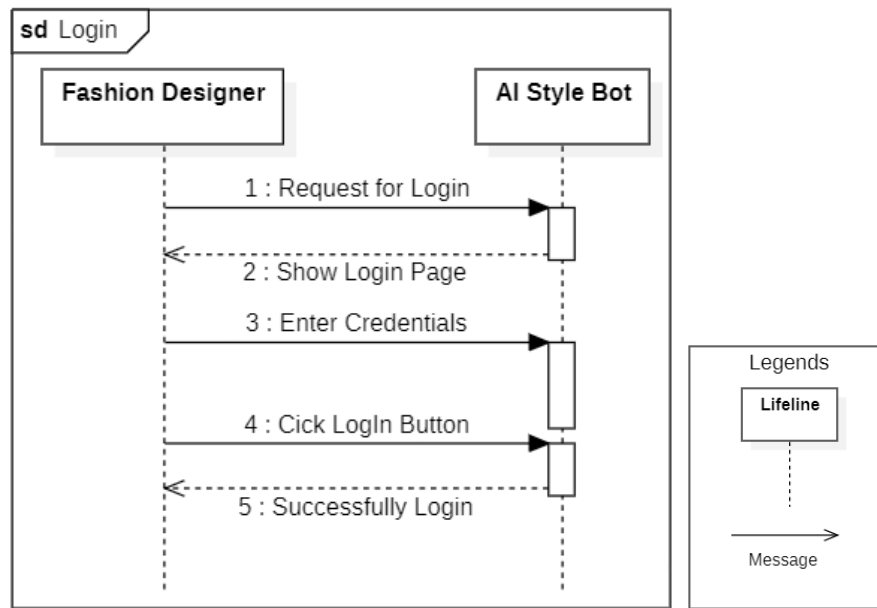 sd Login
Fashion Designer
AI Style Bot
1 : Request for Login
2 : Show Login Page
3 : Enter Credentials
4 : Cick LogIn Button
5 : Successfully Login
Legends
Lifeline
Message